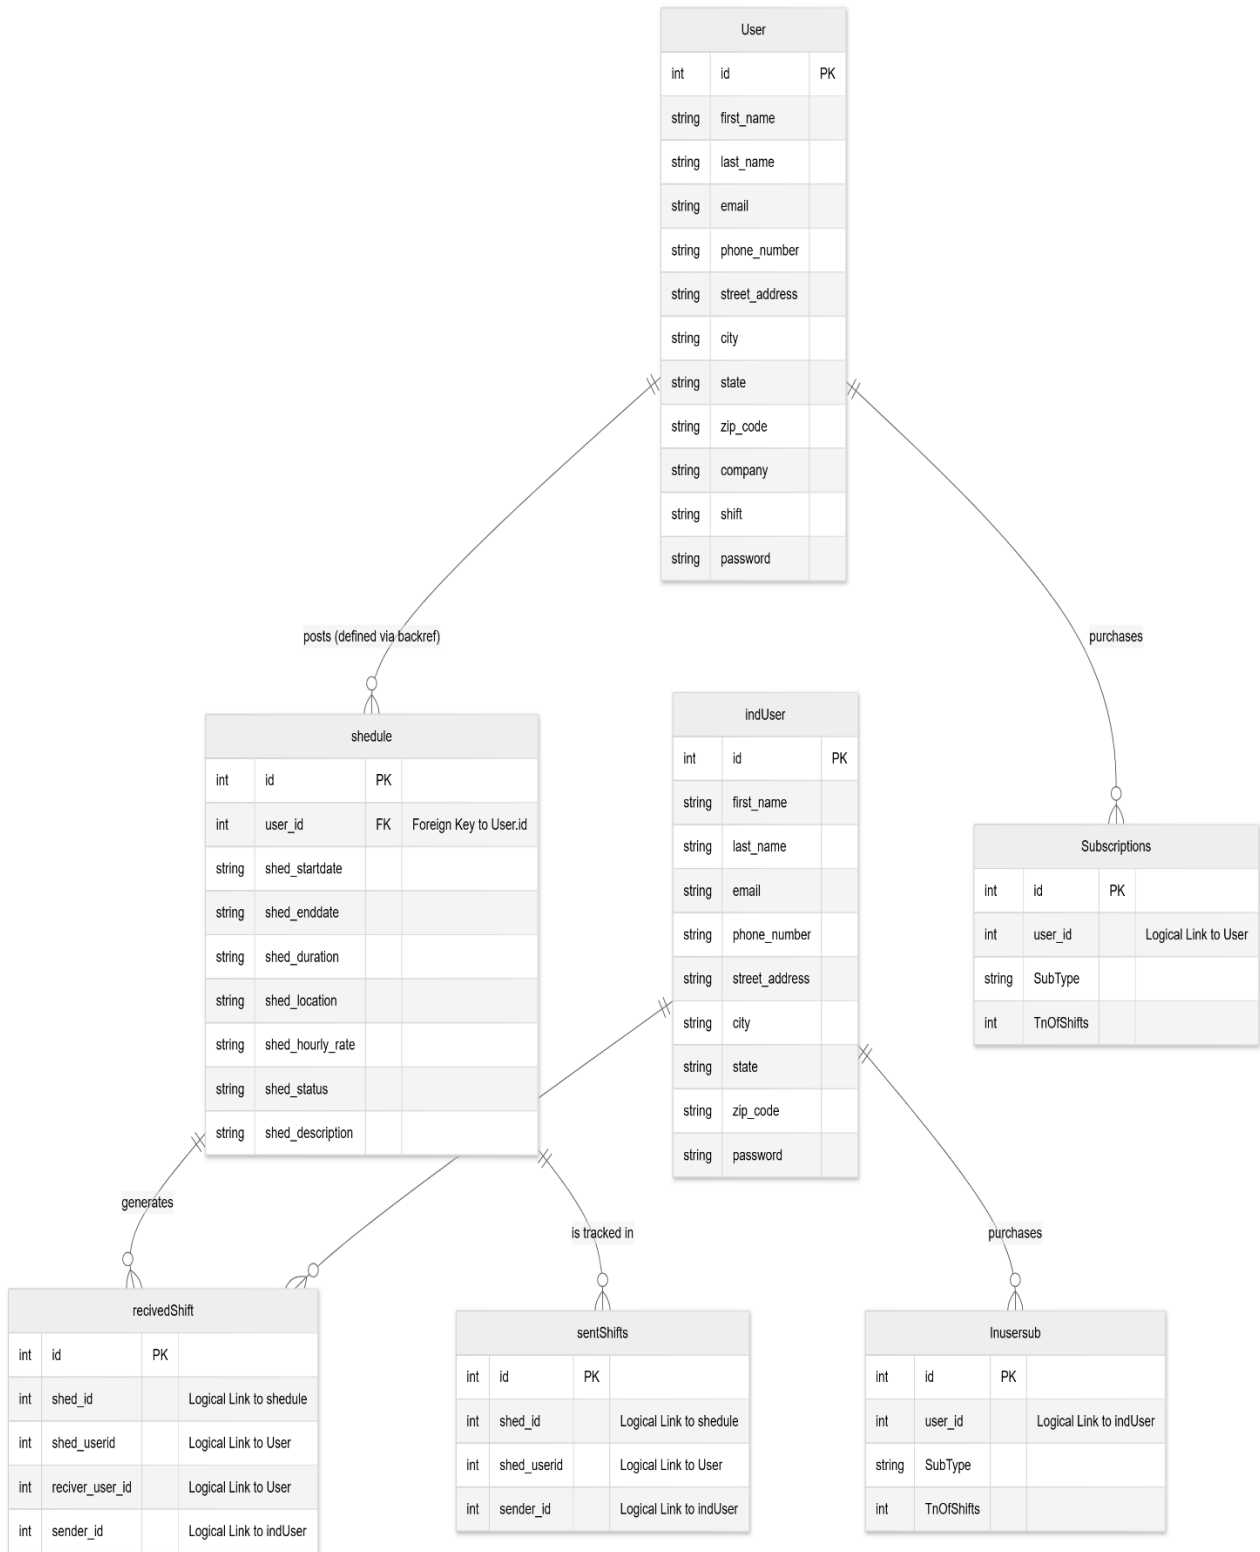 User
int id PK
string first_name
string last_name
string email
string phone_number
string street_address
string city
string state
string zip_code
string company
string shift
string password
posts (defined via backref)
purchases
shedule
int id PK
int user_id FK Foreign Key to User.id
string shed_startdate
string shed_enddate
string shed_duration
string shed_location
string shed_hourly_rate
string shed_status
string shed_description
indUser
int id PK
string first_name
string last_name
string email
string phone_number
string street_address
string city
string state
string zip_code
string password
Subscriptions
int id PK
int user_id Logical Link to User
string SubType
int TnOfShifts
generates
is tracked in
purchases
recivedShift
int id PK
int shed_id Logical Link to shedule
int shed_userid Logical Link to User
int reciver_user_id Logical Link to User
int sender_id Logical Link to indUser
sentShifts
int id PK
int shed_id Logical Link to shedule
int shed_userid Logical Link to User
int sender_id Logical Link to indUser
Inusersub
int id PK
int user_id Logical Link to indUser
string SubType
int TnOfShifts